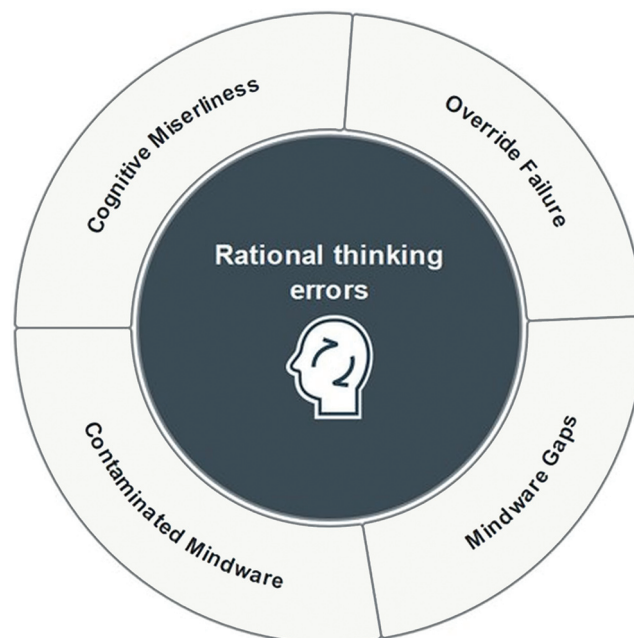 Cognitive Miserliness
Override Failure
Rational thinking
errors
Contaminated Mindware
Mindware Gaps